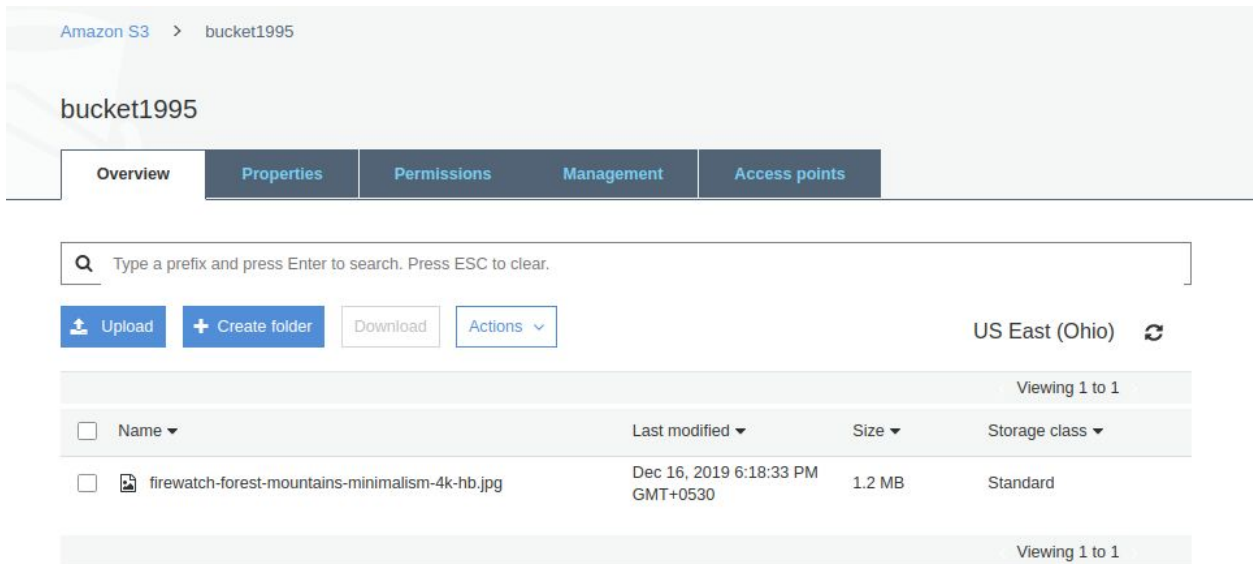 Amazon S3 > bucket1995
bucket1995
Overview Properties Permissions Management Access points
Type a prefix and press Enter to search. Press ESC to clear.
Upload + Create folder Download Actions
US East (Ohio)
Viewing 1 to 1
Name Last modified Size Storage class
firewatch-forest-mountains-minimalism-4k-hb.jpg Dec 16, 2019 6:18:33 PM 1.2 MB Standard
GMT+0530
Viewing 1 to 1